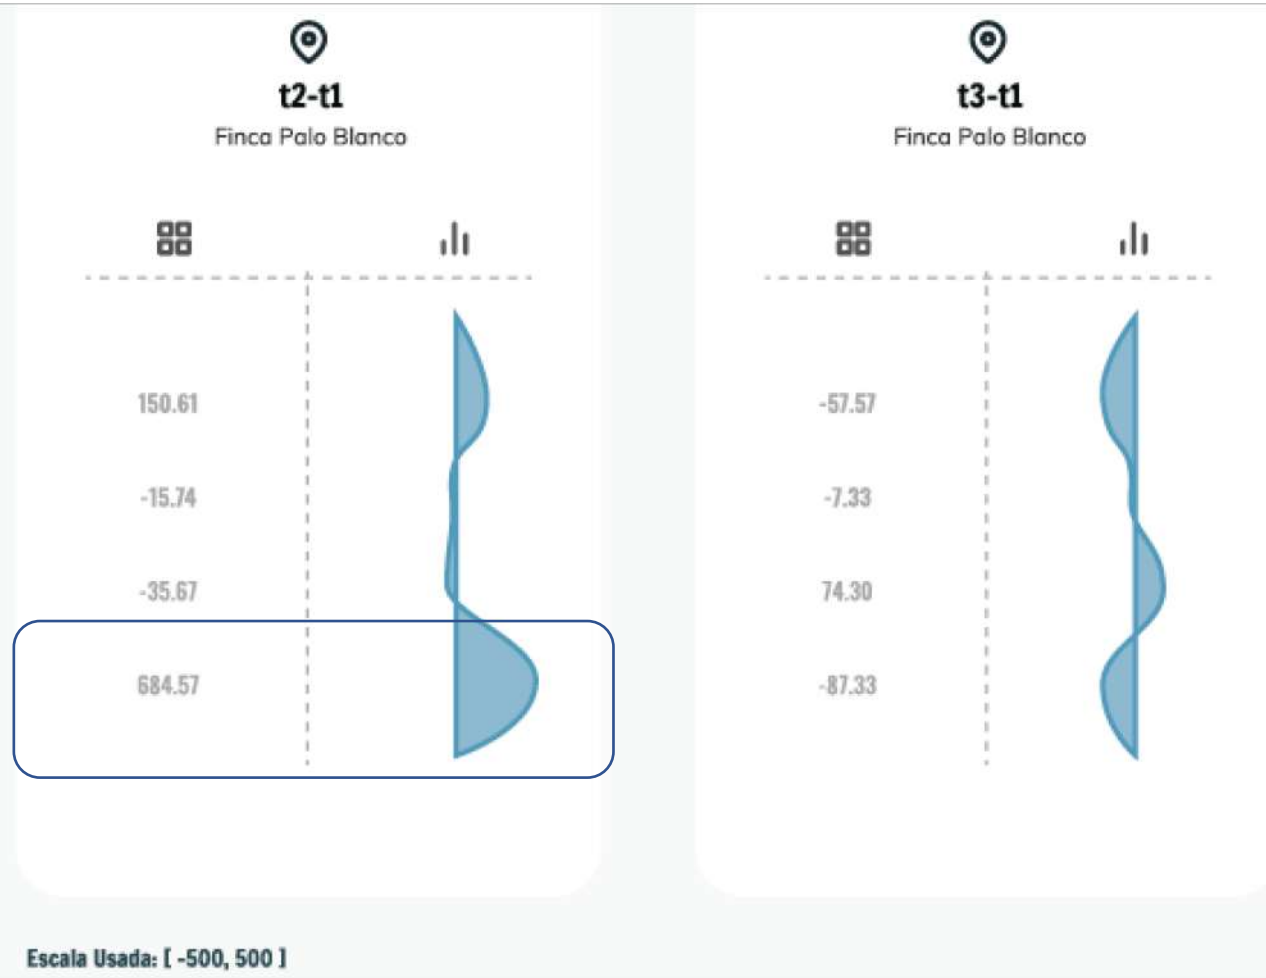 t2-t1
Finca Palo Blanco
150.61
-15.74
-35.67
684.57
t3-t1
Finca Palo Blanco
-57.57
-7.33
74.30
-87.33
Escala Usada: [ -500, 500 ]